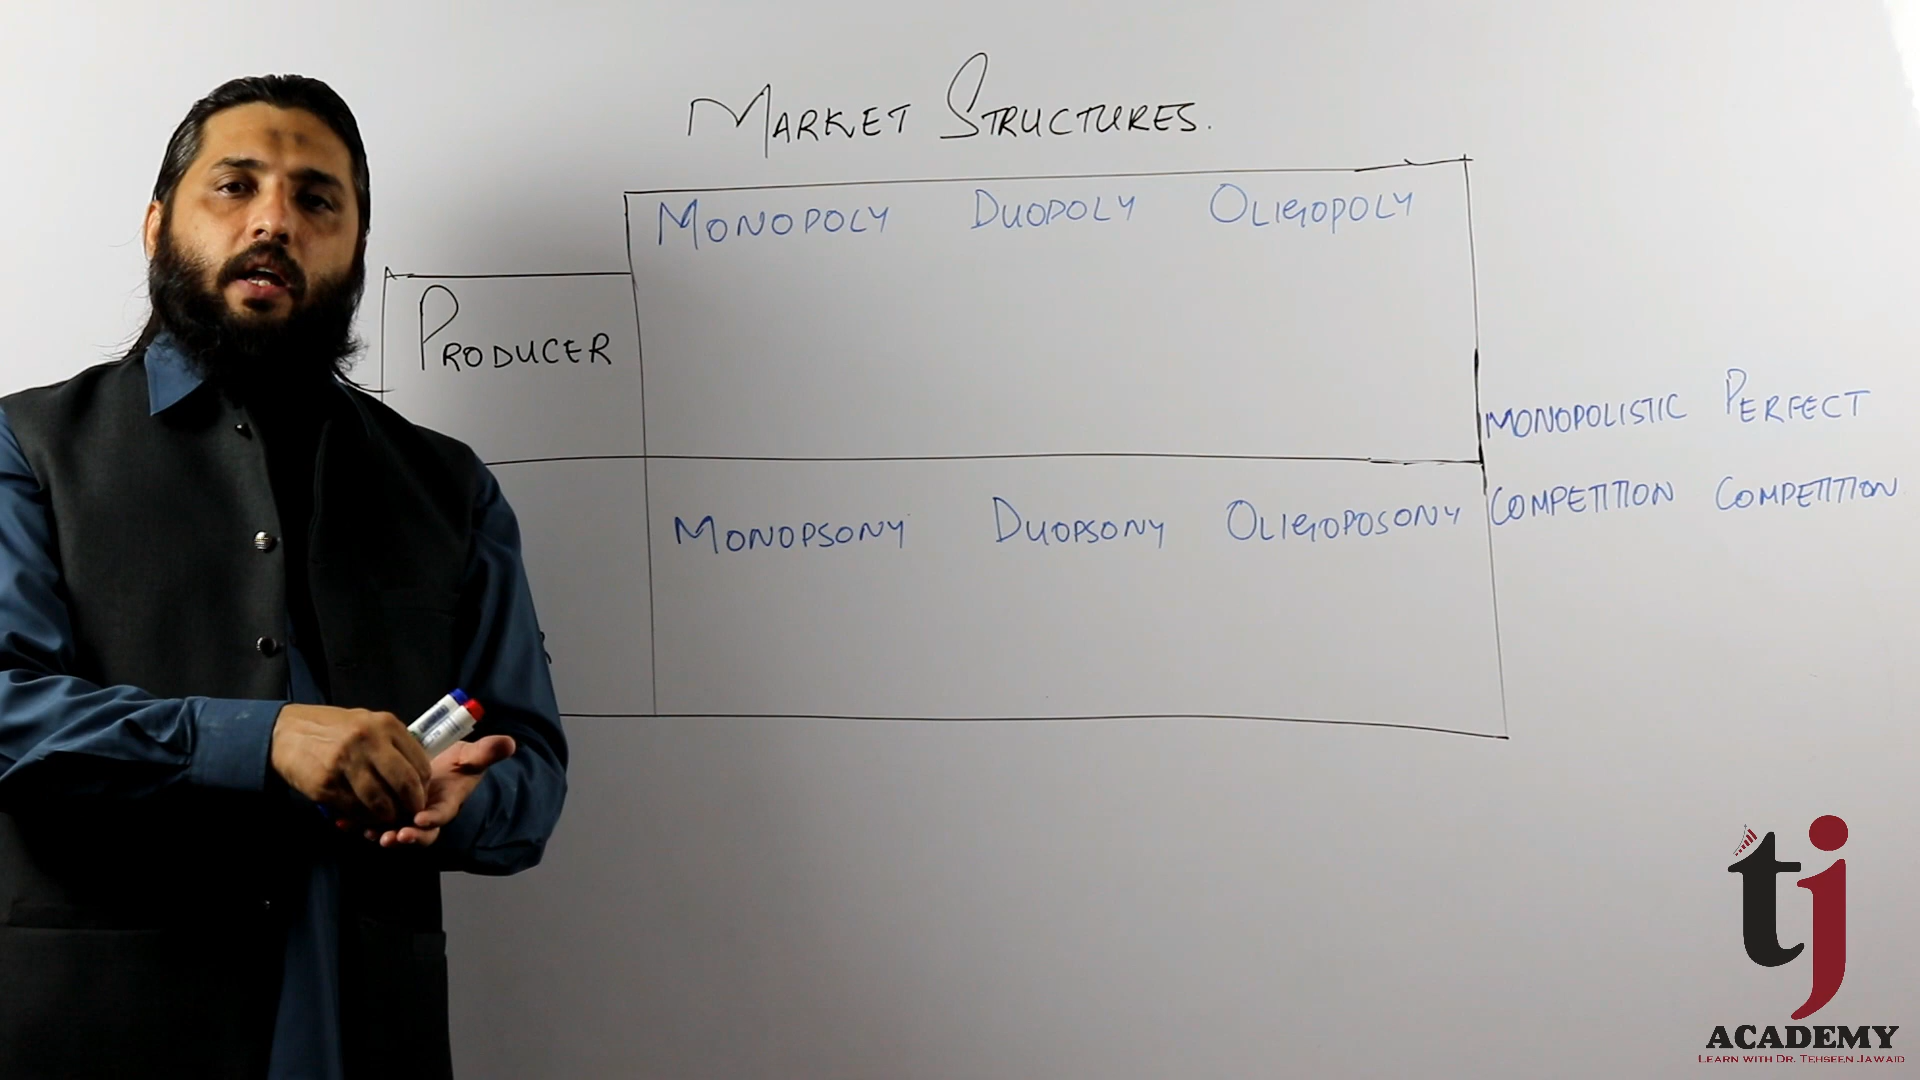 MARKET STRUCTURES.
MONOPOLY DUOPOLY OLIGOPOLY
PRODUCER
MONOPOLISTIC PERFECT
COMPETITION COMPETITION
MONOPSONY DUOPSONY OLIGOPOSONY
tj
ACADEMY
LEARN WITH DR. TEHSEEN JAWAID